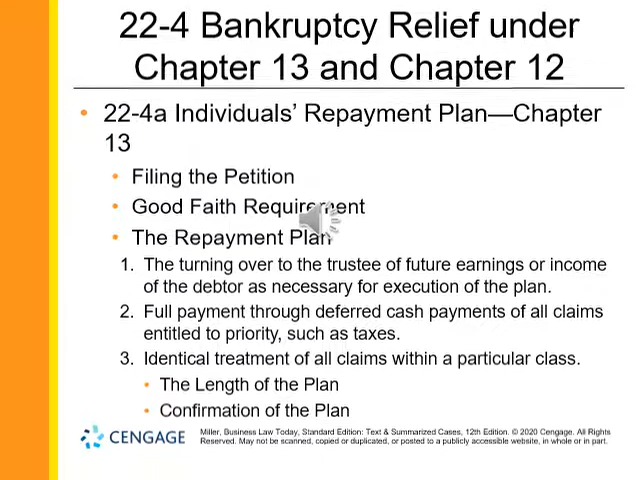 22-4 Bankruptcy Relief under
Chapter 13 and Chapter 12
• 22-4a Individuals’ Repayment Plan—Chapter
13
• Filing the Petition
• Good Faith Requirement
• The Repayment Plan
1. The turning over to the trustee of future earnings or income
of the debtor as necessary for execution of the plan.
2. Full payment through deferred cash payments of all claims
entitled to priority, such as taxes.
3. Identical treatment of all claims within a particular class.
• The Length of the Plan
• Confirmation of the Plan
CENGAGE
Miller, Business Law Today, Standard Edition: Text & Summarized Cases, 12th Edition. © 2020 Cengage. All Rights
Reserved. May not be scanned, copied or duplicated, or posted to a publicly accessible website, in whole or in part.